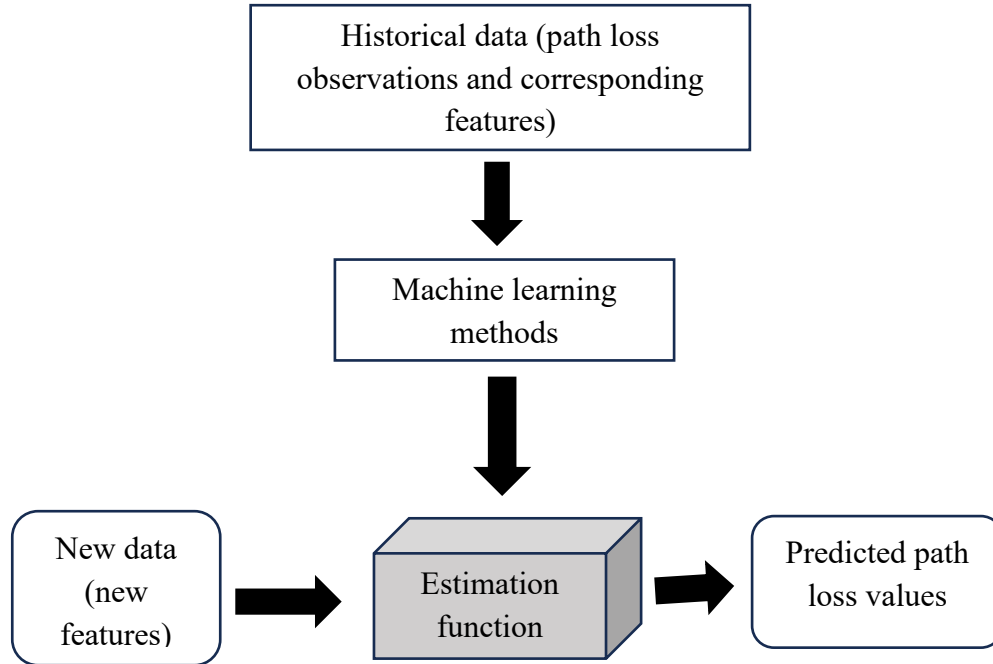 Historical data (path loss
observations and corresponding
features)
Machine learning
methods
New data
(new
features)
Estimation
function
Predicted path
loss values